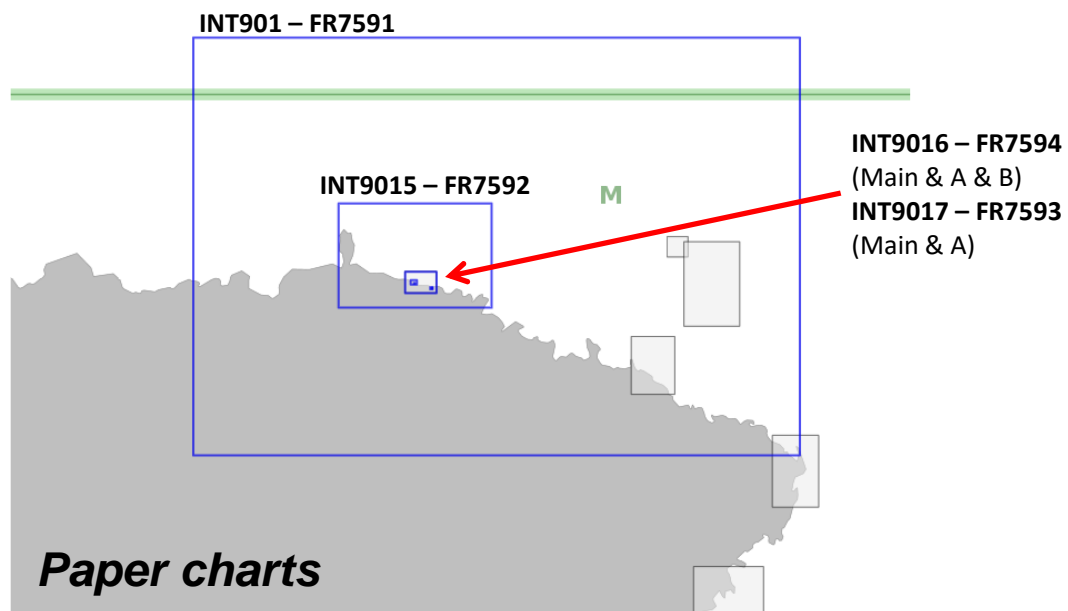 INT901 – FR7591
INT9015 – FR7592
M
INT9016 – FR7594
(Main & A & B)
INT9017 – FR7593
(Main & A)
Paper charts